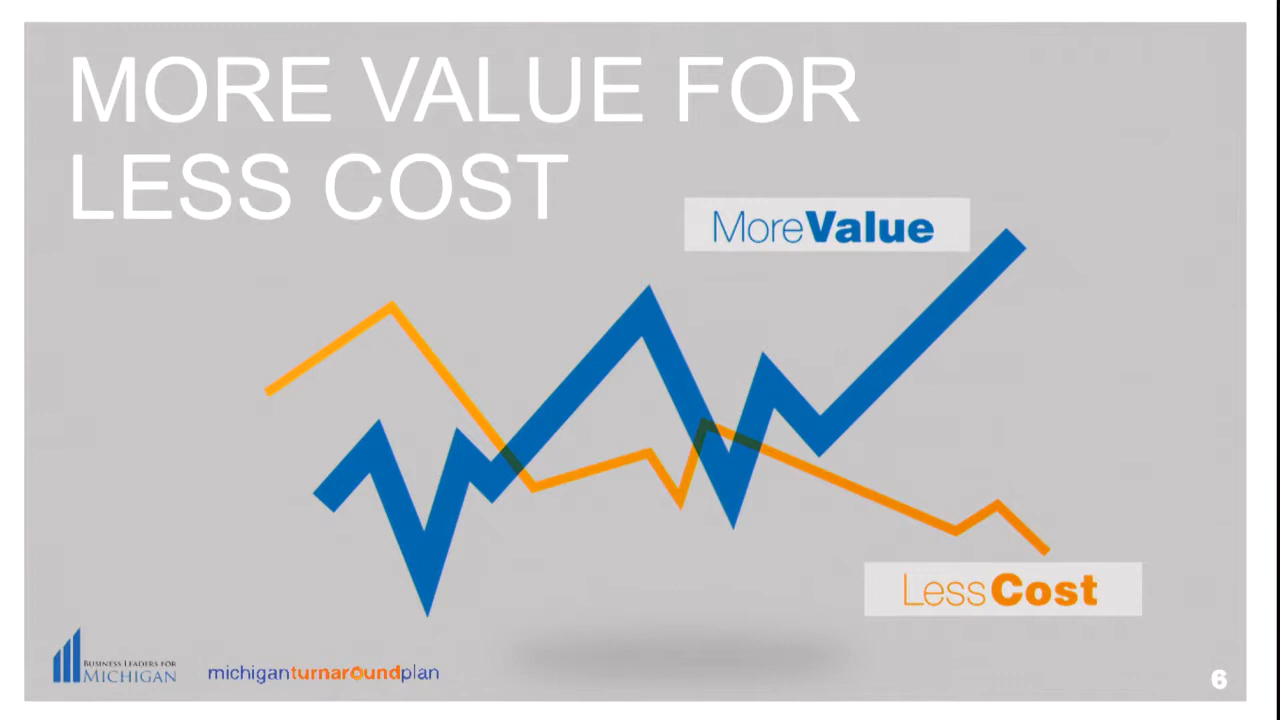 MORE VALUE FOR
LESS COST
MoreValue
LessCost
BUSINESS LEADERS FOR
MICHIGAN
michiganturnaroundplan
6